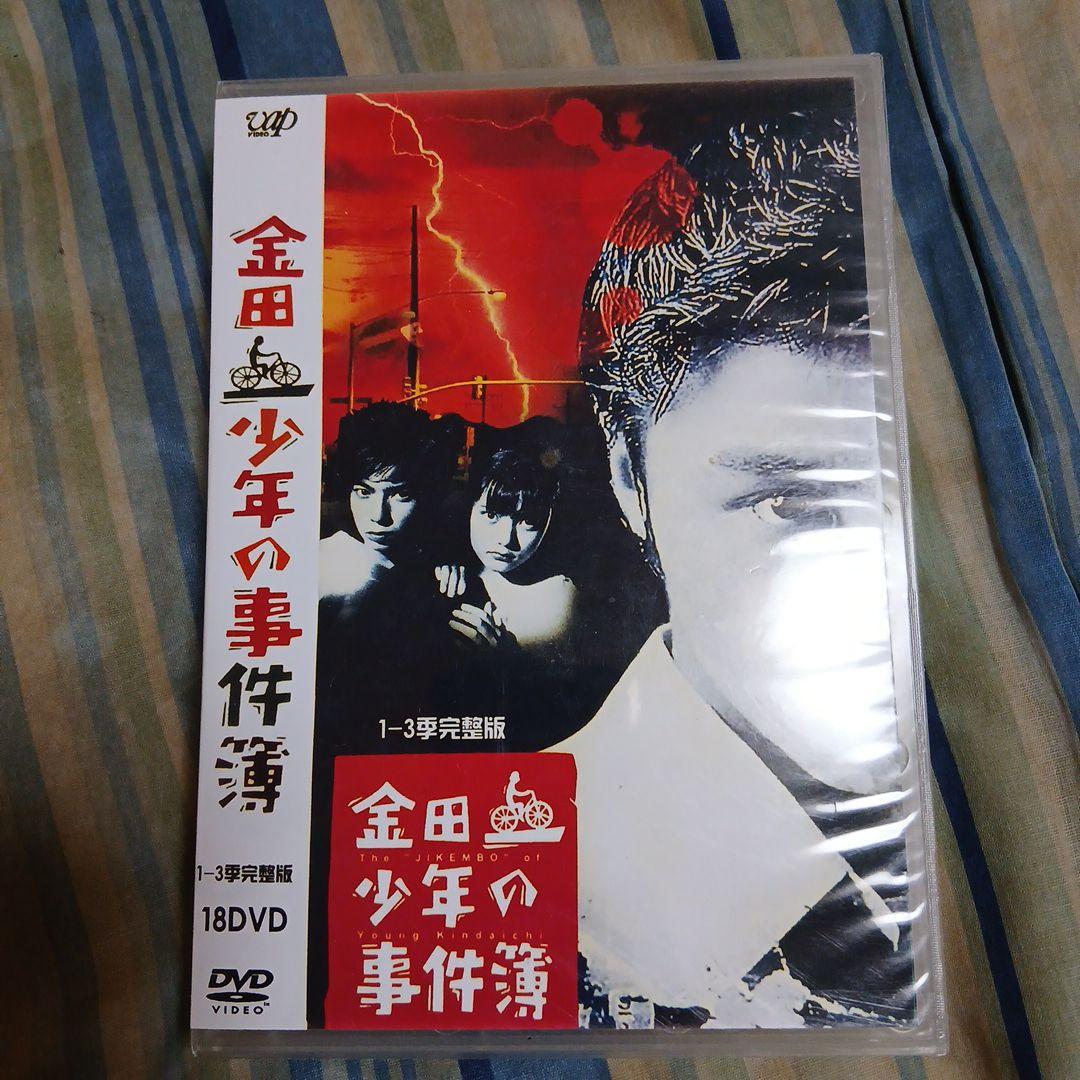 vap
VIDEO
金田少年の事件簿
1-3季完整版
18DVD
DVD
VIDEO
1-3季完整版
金田
The "JIKEMBO" of
少年の
Young Kindaichi
事件簿